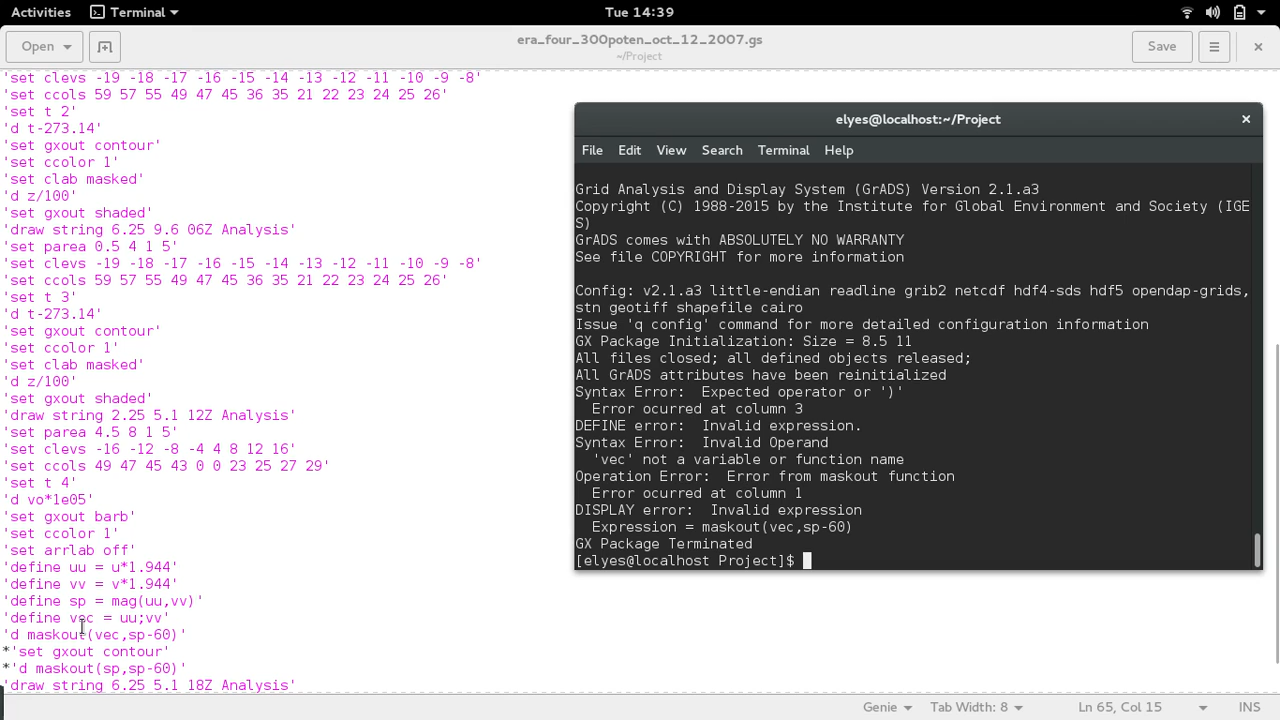 Activities Terminal Tue 14:39
Open era_four_300poten_oct_12_2007.gs Save
~/Project
'set clevs -19 -18 -17 -16 -15 -14 -13 -12 -11 -10 -9 -8'
'set ccols 59 57 55 49 47 45 36 35 21 22 23 24 25 26'
'set t 2'
'd t-273.14'
'set gxout contour'
'set ccolor 1'
'set clab masked'
'd z/100'
'set gxout shaded'
'draw string 6.25 9.6 06Z Analysis'
'set parea 0.5 4 1 5'
'set clevs -19 -18 -17 -16 -15 -14 -13 -12 -11 -10 -9 -8'
'set ccols 59 57 55 49 47 45 36 35 21 22 23 24 25 26'
'set t 3'
'd t-273.14'
'set gxout contour'
'set ccolor 1'
'set clab masked'
'd z/100'
'set gxout shaded'
'draw string 2.25 5.1 12Z Analysis'
'set parea 4.5 8 1 5'
'set clevs -16 -12 -8 -4 4 8 12 16'
'set ccols 49 47 45 43 0 0 23 25 27 29'
'set t 4'
'd vo*1e05'
'set gxout barb'
'set ccolor 1'
'set arrlab off'
'define uu = u*1.944'
'define vv = v*1.944'
'define sp = mag(uu,vv)'
'define vec = uu;vv'
'd maskout(vec,sp-60)'
*'set gxout contour'
*'d maskout(sp,sp-60)'
'draw string 6.25 5.1 18Z Analysis'
elyes@localhost:~/Project
File Edit View Search Terminal Help
Grid Analysis and Display System (GrADS) Version 2.1.a3
Copyright (C) 1988-2015 by the Institute for Global Environment and Society (IGE
S)
GrADS comes with ABSOLUTELY NO WARRANTY
See file COPYRIGHT for more information
Config: v2.1.a3 little-endian readline grib2 netcdf hdf4-sds hdf5 opendap-grids,
stn geotiff shapefile cairo
Issue 'q config' command for more detailed configuration information
GX Package Initialization: Size = 8.5 11
All files closed; all defined objects released;
All GrADS attributes have been reinitialized
Syntax Error:  Expected operator or ')'
Error ocurred at column 3
DEFINE error:  Invalid expression.
Syntax Error:  Invalid Operand
'vec' not a variable or function name
Operation Error:  Error from maskout function
Error ocurred at column 1
DISPLAY error:  Invalid expression
Expression = maskout(vec,sp-60)
GX Package Terminated
[elyes@localhost Project]$
Genie Tab Width: 8 Ln 65, Col 15 INS